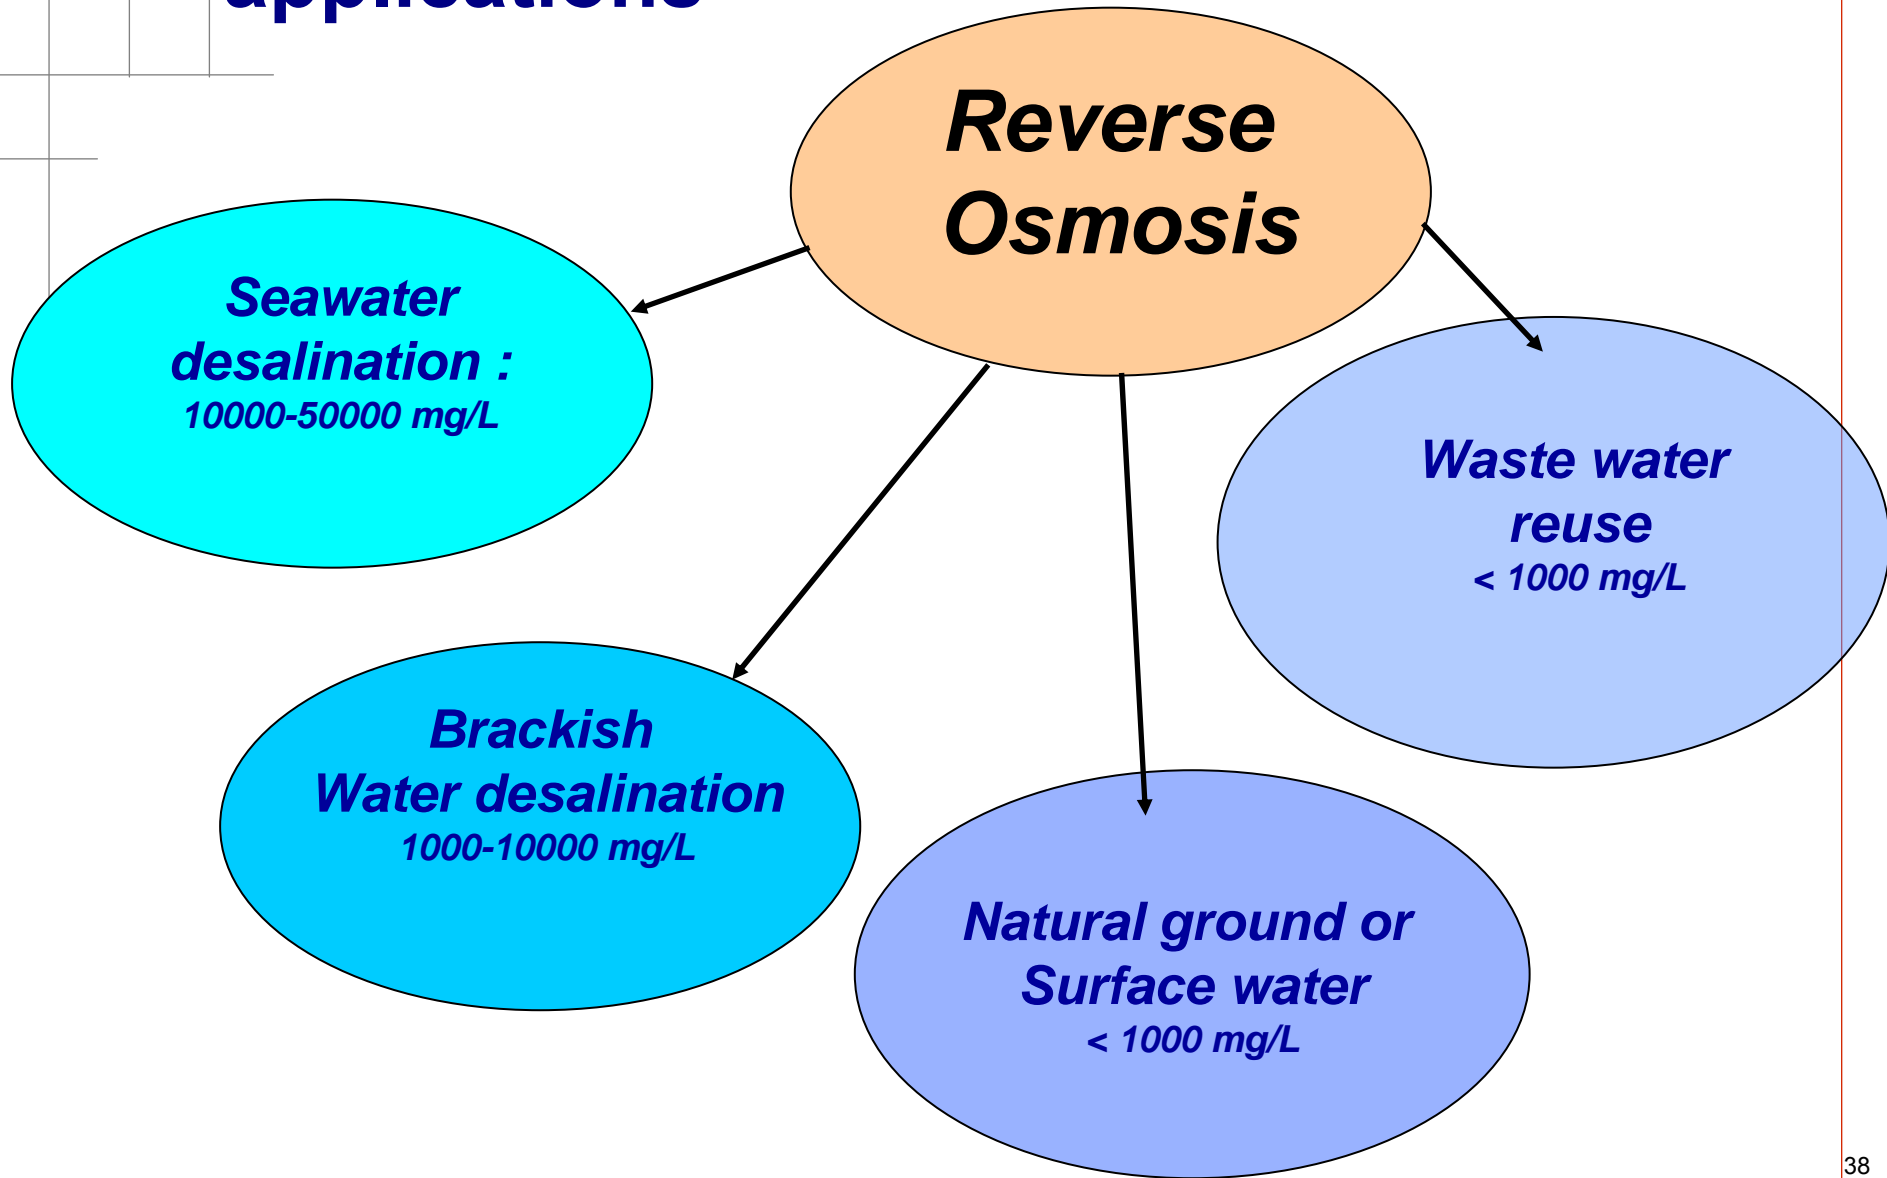 applications
Reverse
Osmosis
Seawater
desalination :
10000-50000 mg/L
Waste water
reuse
< 1000 mg/L
Brackish
Water desalination
1000-10000 mg/L
Natural ground or
Surface water
< 1000 mg/L
38